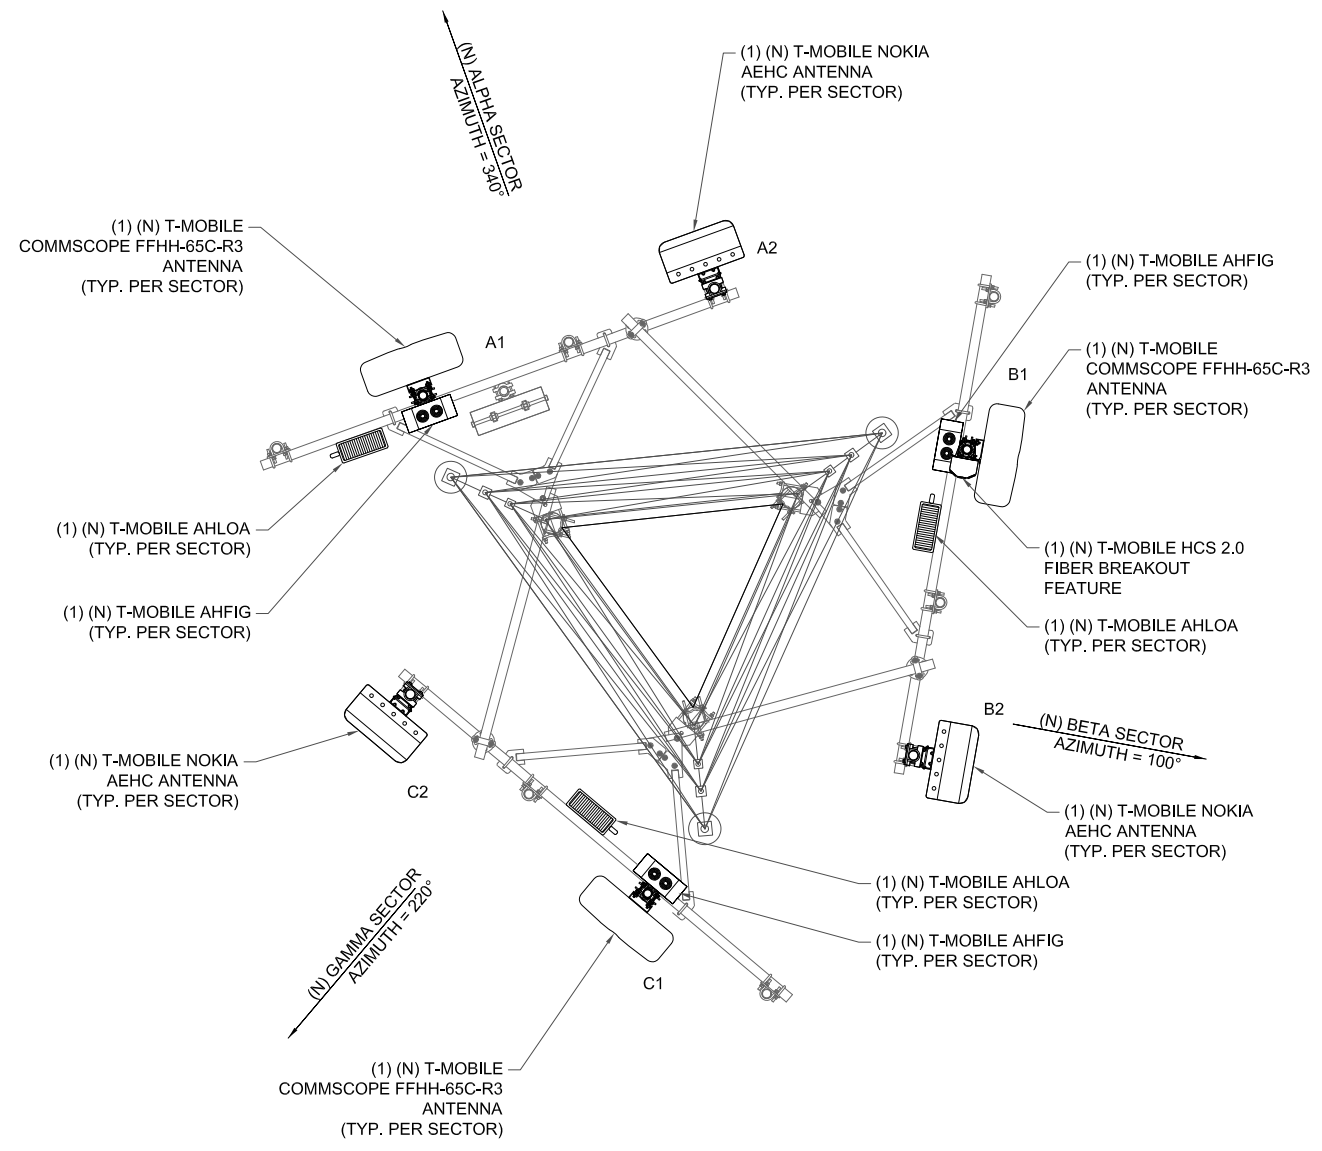 (N) ALPHA SECTOR
AZIMUTH = 340°
(1) (N) T-MOBILE NOKIA
AEHC ANTENNA
(TYP. PER SECTOR)
(1) (N) T-MOBILE
COMMSCOPE FFHH-65C-R3
ANTENNA
(TYP. PER SECTOR)
A2
(1) (N) T-MOBILE AHFIG
(TYP. PER SECTOR)
A1
(1) (N) T-MOBILE
COMMSCOPE FFHH-65C-R3
ANTENNA
(TYP. PER SECTOR)
B1
(1) (N) T-MOBILE AHLOA
(TYP. PER SECTOR)
(1) (N) T-MOBILE HCS 2.0
FIBER BREAKOUT
FEATURE
(1) (N) T-MOBILE AHFIG
(TYP. PER SECTOR)
(1) (N) T-MOBILE AHLOA
(TYP. PER SECTOR)
B2
(N) BETA SECTOR
AZIMUTH = 100°
(1) (N) T-MOBILE NOKIA
AEHC ANTENNA
(TYP. PER SECTOR)
C2
(1) (N) T-MOBILE NOKIA
AEHC ANTENNA
(TYP. PER SECTOR)
(N) GAMMA SECTOR
AZIMUTH = 220°
(1) (N) T-MOBILE AHLOA
(TYP. PER SECTOR)
(1) (N) T-MOBILE AHFIG
(TYP. PER SECTOR)
C1
(1) (N) T-MOBILE
COMMSCOPE FFHH-65C-R3
ANTENNA
(TYP. PER SECTOR)